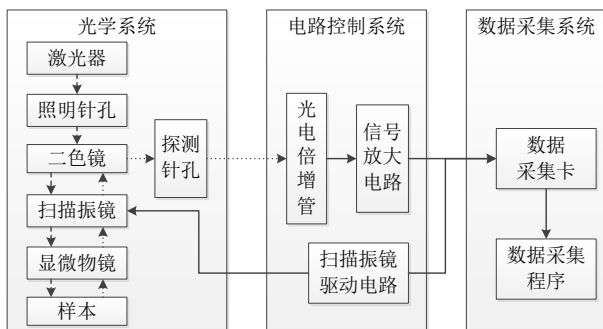 光学系统
激光器
照明针孔
二色镜
扫描振镜
显微物镜
样本
探测
针孔
电路控制系统
光
电
倍
增
管
信号
放大
电路
扫描振镜
驱动电路
数据采集系统
数据
采集卡
数据采集
程序